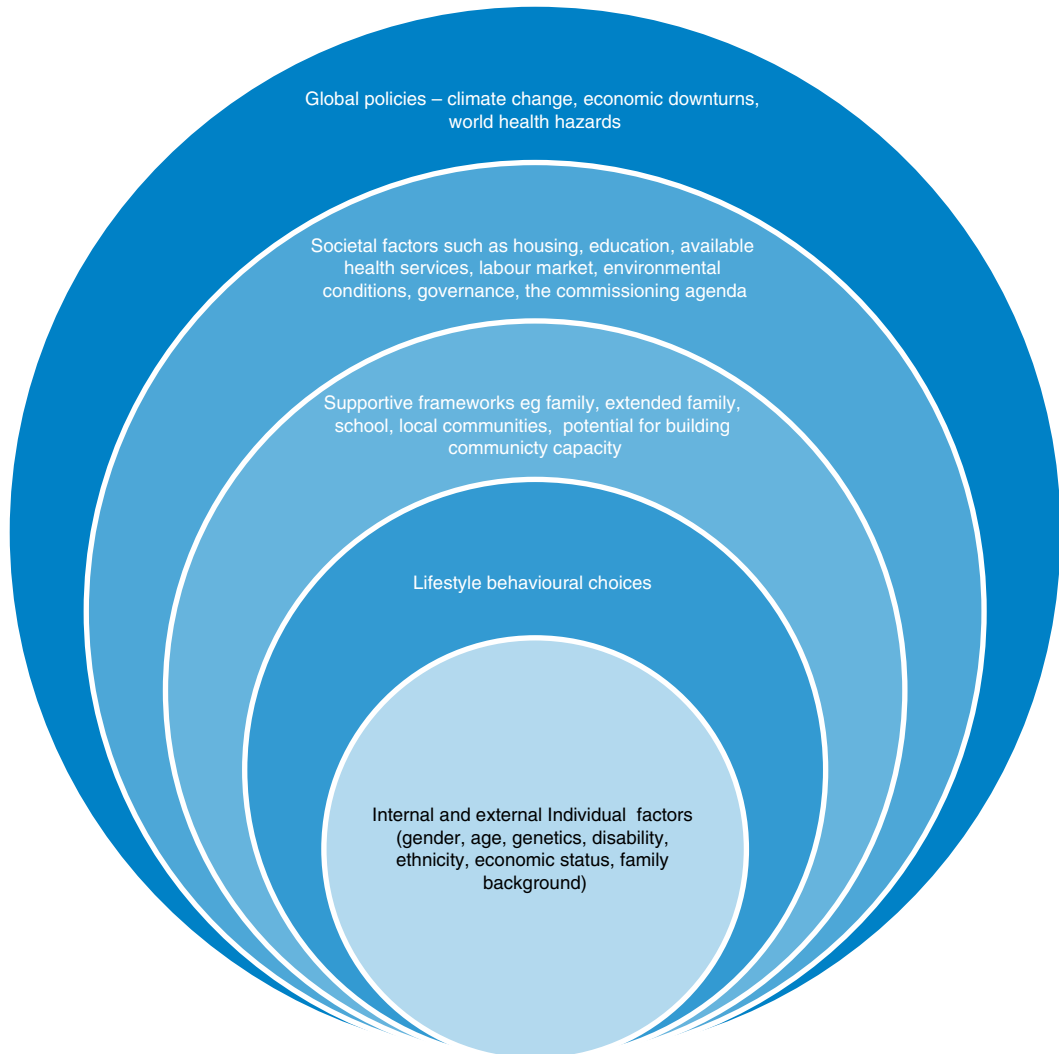 Global policies – climate change, economic downturns,
world health hazards
Societal factors such as housing, education, available
health services, labour market, environmental
conditions, governance, the commissioning agenda
Supportive frameworks eg family, extended family,
school, local communities,  potential for building
communicty capacity
Lifestyle behavioural choices
Internal and external Individual  factors
(gender, age, genetics, disability,
ethnicity, economic status, family
background)